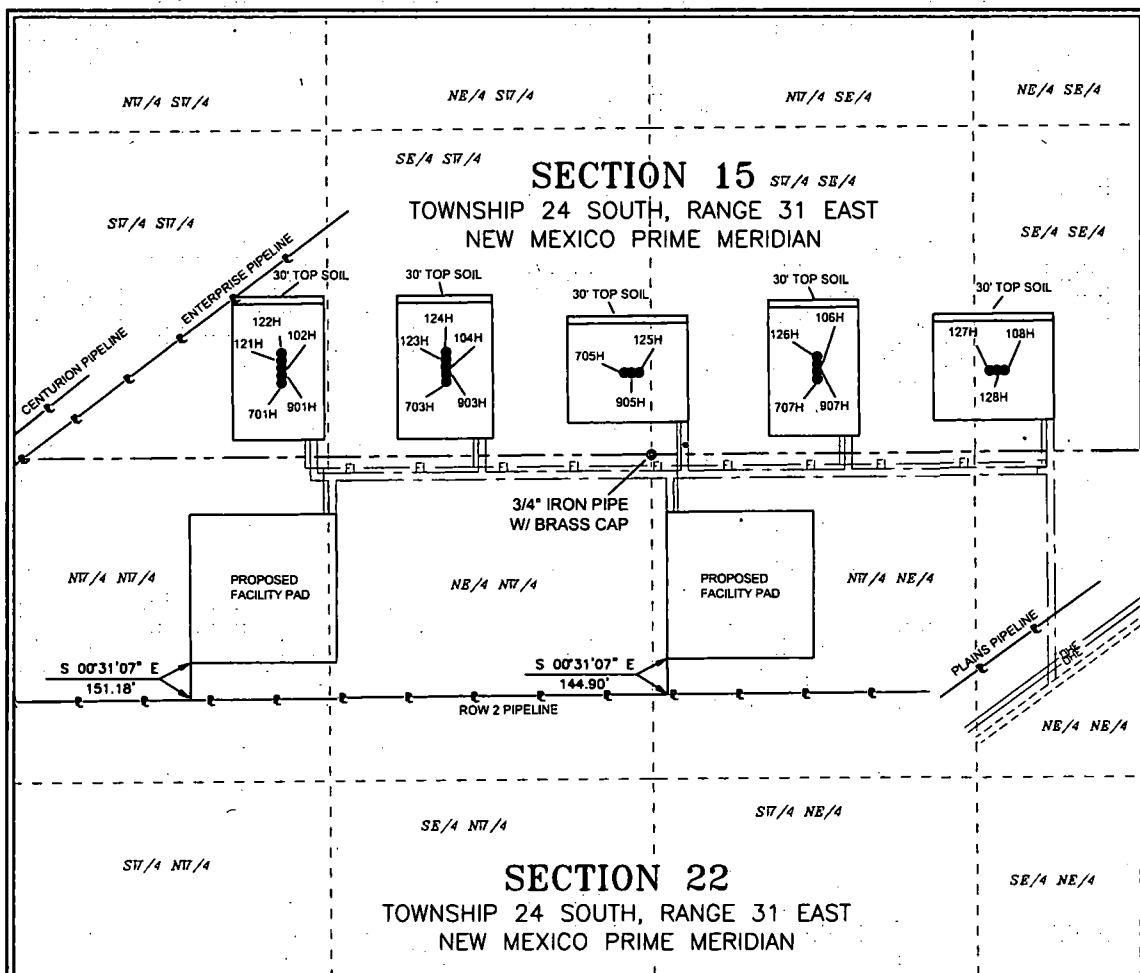 NW/4 SW/4
NE/4 SW/4
NW/4 SE/4
NE/4 SE/4
SE/4 SW/4
SECTION 15
SW/4 SE/4
SW/4 SW/4
TOWNSHIP 24 SOUTH, RANGE 31 EAST
NEW MEXICO PRIME MERIDIAN
SE/4 SE/4
CENTURION PIPELINE
ENTERPRISE PIPELINE
30' TOP SOIL
122H
121H
102H
701H
901H
30' TOP SOIL
124H
123H
104H
703H
903H
30' TOP SOIL
705H
125H
905H
30' TOP SOIL
106H
126H
707H
907H
30' TOP SOIL
127H
108H
128H
FL
FL
FL
FL
FL
FL
FL
FL
FL
3/4" IRON PIPE
W/ BRASS CAP
NW/4 NW/4
PROPOSED
FACILITY PAD
NE/4 NW/4
PROPOSED
FACILITY PAD
NW/4 NE/4
PLAINS PIPELINE
OHE
OHE
S 00°31'07" E
151.18'
S 00°31'07" E
144.90'
ROW 2 PIPELINE
NE/4 NE/4
SE/4 NW/4
SW/4 NE/4
SW/4 NW/4
SECTION 22
SE/4 NE/4
TOWNSHIP 24 SOUTH, RANGE 31 EAST
NEW MEXICO PRIME MERIDIAN